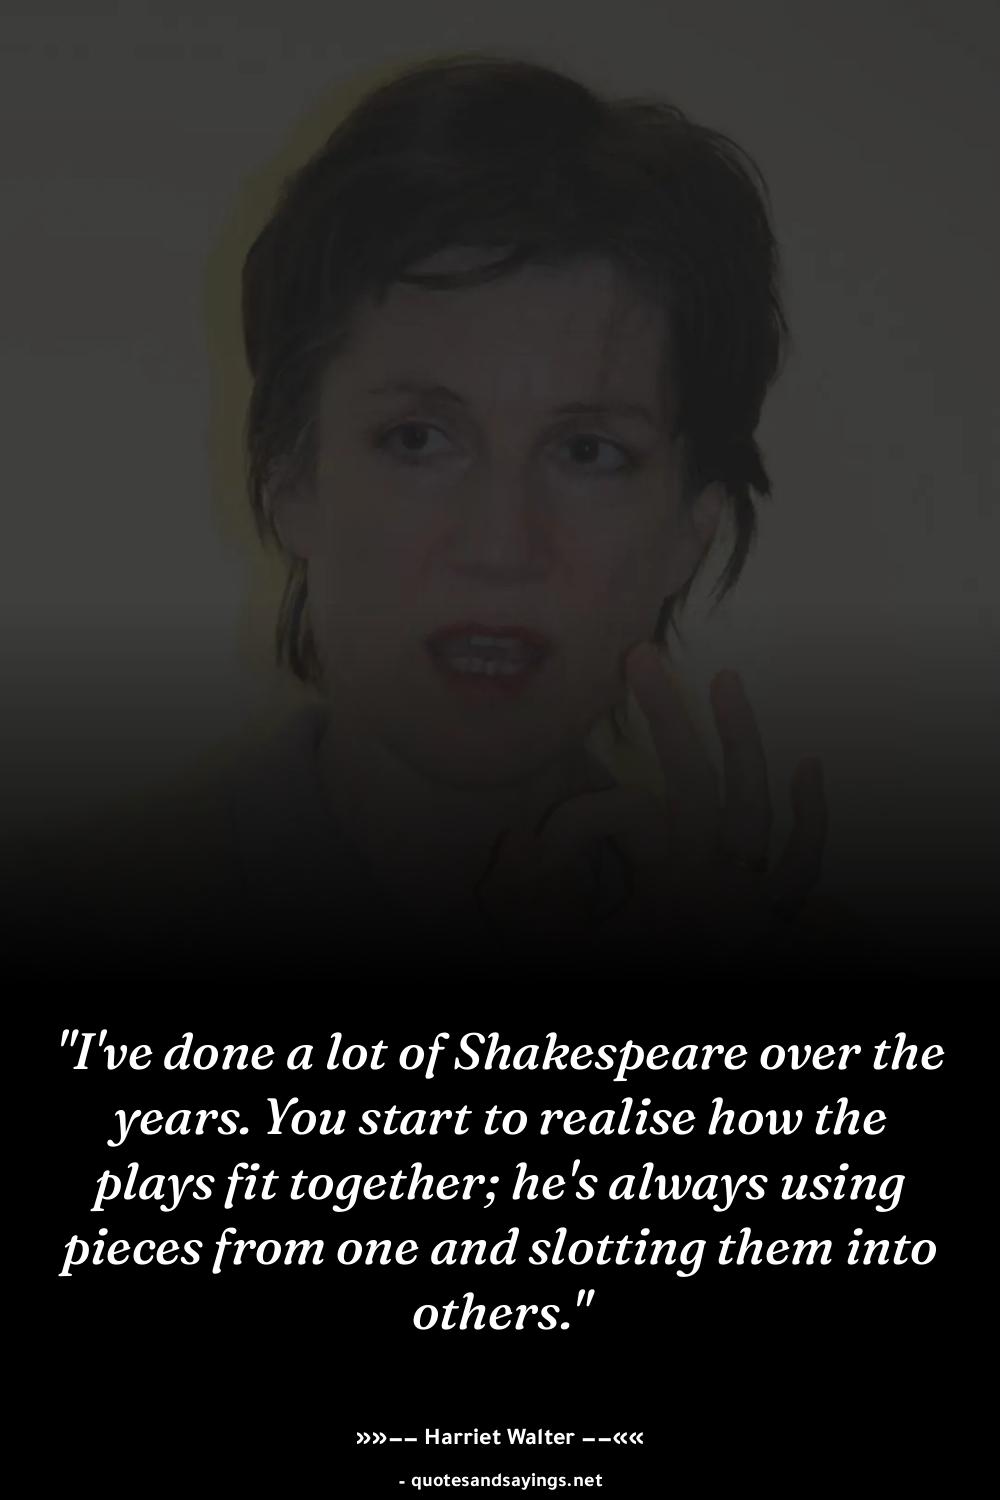 "I've done a lot of Shakespeare over the
years. You start to realise how the
plays fit together; he's always using
pieces from one and slotting them into
others."
»»−− Harriet Walter −−««
- quotesandsayings.net